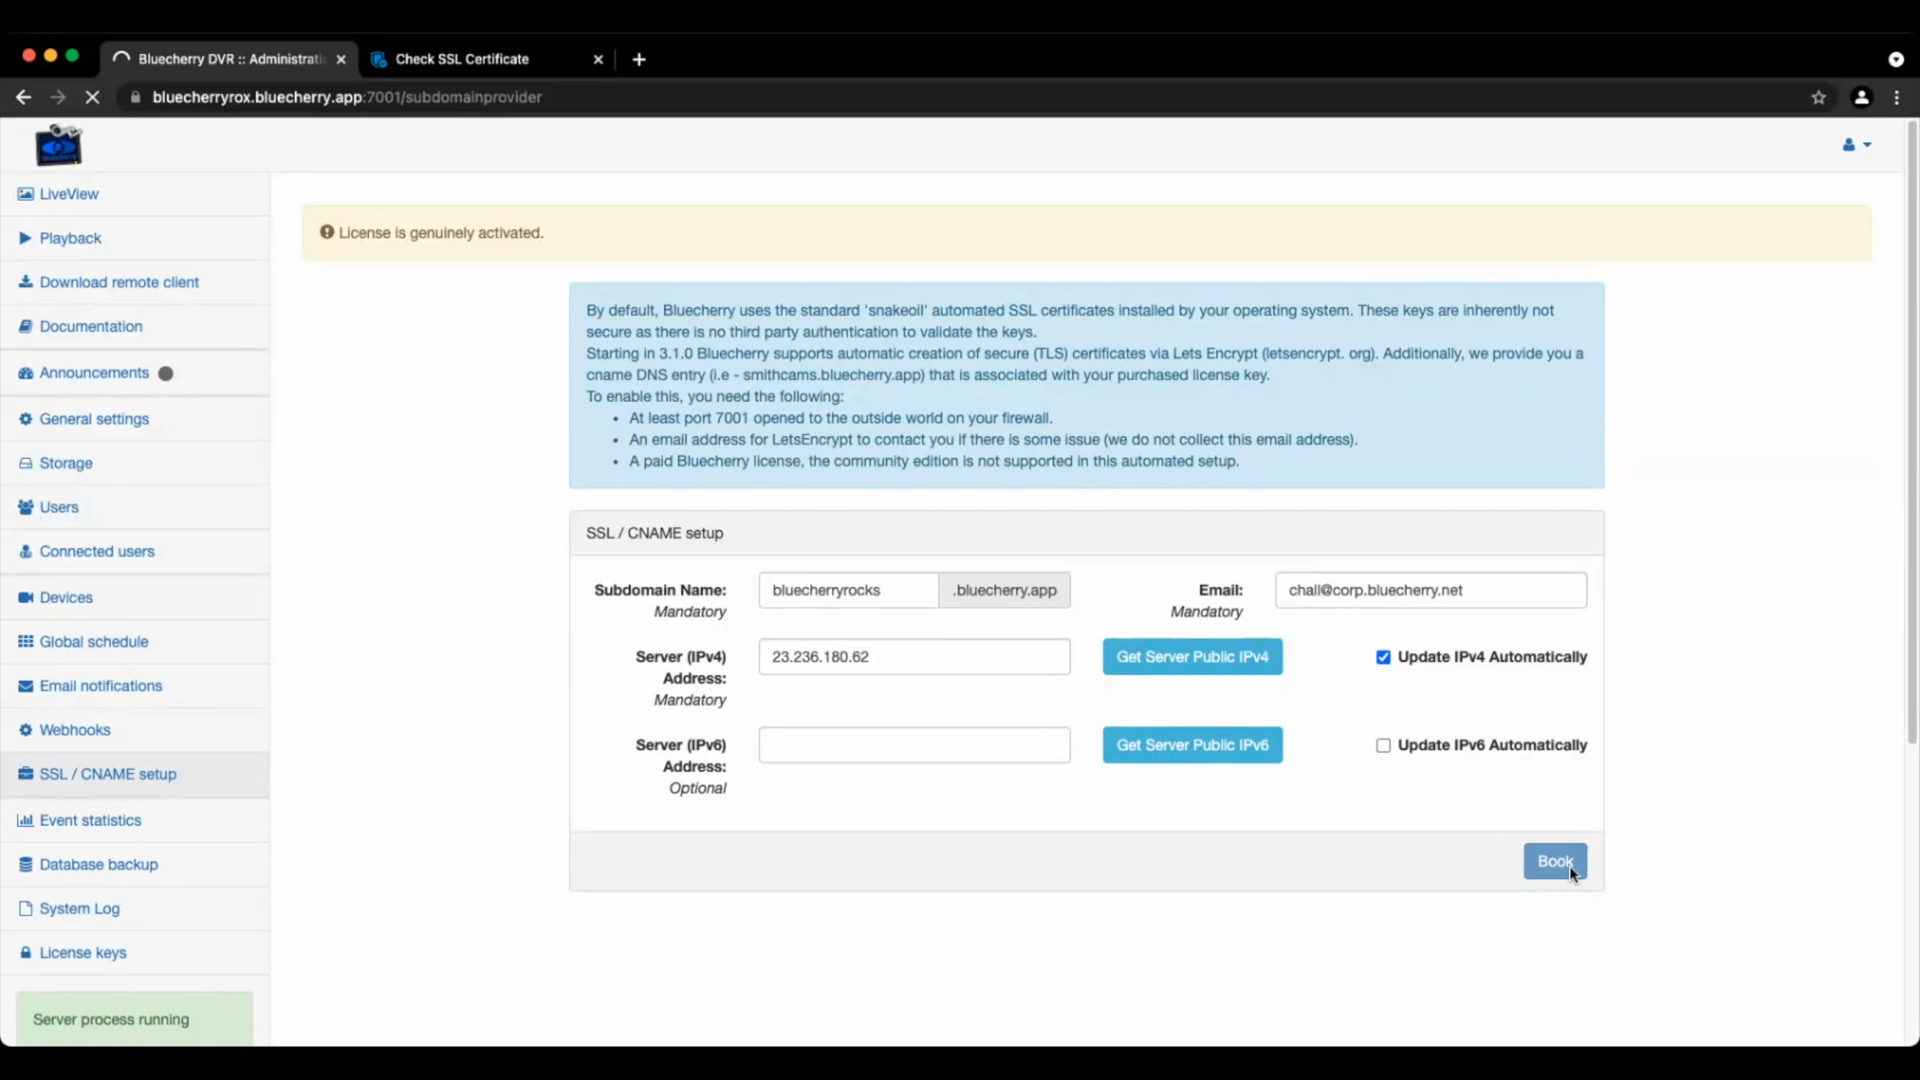 Bluecherry DVR :: Administrati
Check SSL Certificate
bluecherryrox.bluecherry.app:7001/subdomainprovider
LiveView
Playback
Download remote client
Documentation
Announcements
General settings
Storage
Users
Connected users
Devices
Global schedule
Email notifications
Webhooks
SSL / CNAME setup
Event statistics
Database backup
System Log
License keys
Server process running
License is genuinely activated.
By default, Bluecherry uses the standard 'snakeoil' automated SSL certificates installed by your operating system. These keys are inherently not
secure as there is no third party authentication to validate the keys.
Starting in 3.1.0 Bluecherry supports automatic creation of secure (TLS) certificates via Lets Encrypt (letsencrypt. org). Additionally, we provide you a
cname DNS entry (i.e - smithcams.bluecherry.app) that is associated with your purchased license key.
To enable this, you need the following:
• At least port 7001 opened to the outside world on your firewall.
• An email address for LetsEncrypt to contact you if there is some issue (we do not collect this email address).
• A paid Bluecherry license, the community edition is not supported in this automated setup.
SSL / CNAME setup
Subdomain Name: bluecherryrocks .bluecherry.app Email: chall@corp.bluecherry.net
Mandatory Mandatory
Server (IPv4) 23.236.180.62 Get Server Public IPv4 Update IPv4 Automatically
Address:
Mandatory
Server (IPv6) Get Server Public IPv6 Update IPv6 Automatically
Address:
Optional
Book